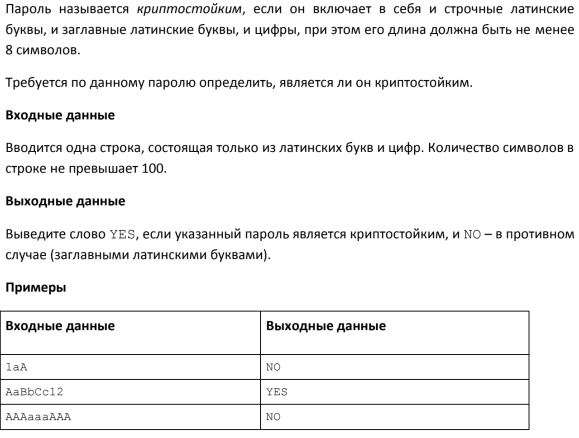 Пароль называется криптостойким, если он включает в себя и строчные латинские
буквы, и заглавные латинские буквы, и цифры, при этом его длина должна быть не менее
8 символов.
Требуется по данному паролю определить, является ли он криптостойким.
Входные данные
Вводится одна строка, состоящая только из латинских букв и цифр. Количество символов в
строке не превышает 100.
Выходные данные
Выведите слово YES, если указанный пароль является криптостойким, и NO – в противном
случае (заглавными латинскими буквами).
Примеры
Входные данные Выходные данные
1aA NO
AaBbCc12 YES
AAAaaaAAA NO